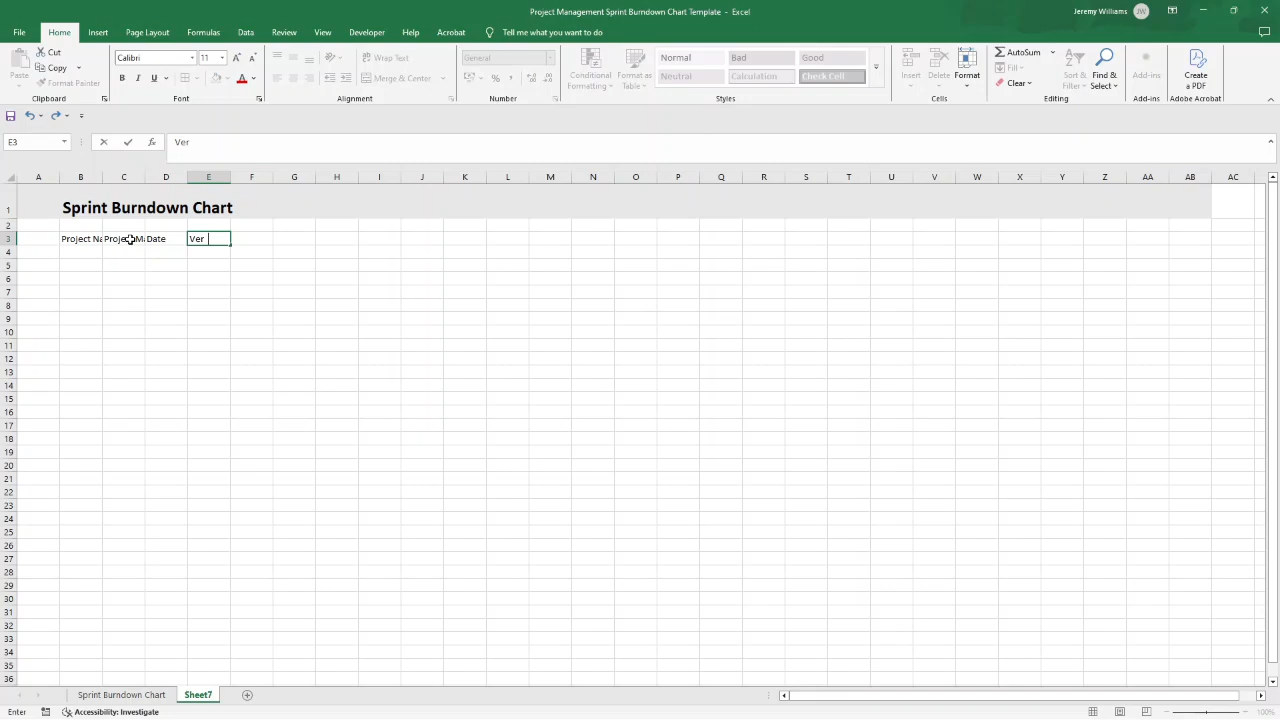 Project Management Sprint Burndown Chart Template - Excel
Jeremy Williams JW
File Home Insert Page Layout Formulas Data Review View Developer Help Acrobat Tell me what you want to do
Paste Cut Copy Format Painter Clipboard
Calibri 11 B I U A A A Font
Wrap Text Merge & Center Alignment
General $ % , Number
Conditional Formatting Format as Table
Normal Bad Good
Neutral Calculation Check Cell
Styles
Insert Delete Format Cells
AutoSum Fill Clear Sort & Filter Find & Select Editing
Add-ins Add-ins
Create a PDF Adobe Acrobat
E3 fx Ver
A B C D E F G H I J K L M N O P Q R S T U V W X Y Z AA AB AC
1 Sprint Burndown Chart
2
3 Project Na Project Ma Date Ver
4
5
6
7
8
9
10
11
12
13
14
15
16
17
18
19
20
21
22
23
24
25
26
27
28
29
30
31
32
33
34
35
36
Sprint Burndown Chart Sheet7
Enter Accessibility: Investigate 100%